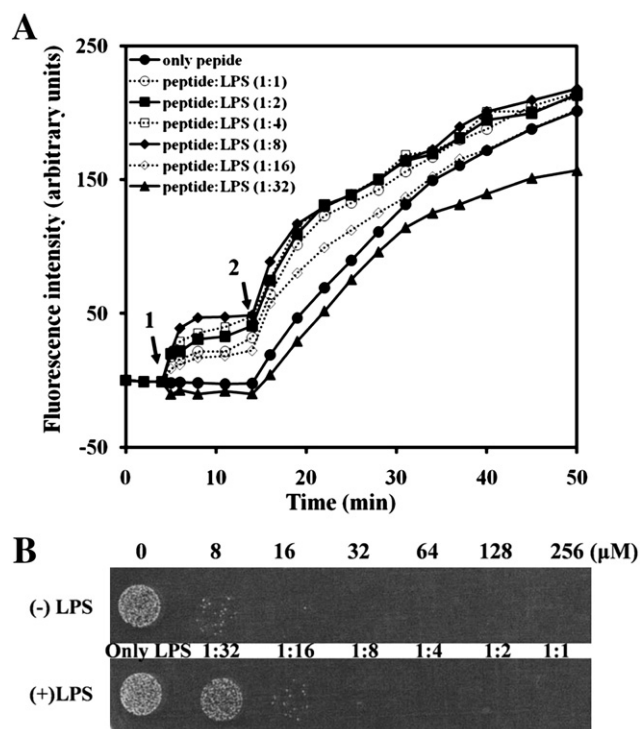 A
250
150
50
-50
Fluorescence intensity (arbitrary units)
only pepide
peptide:LPS (1:1)
peptide:LPS (1:2)
peptide:LPS (1:4)
peptide:LPS (1:8)
peptide:LPS (1:16)
peptide:LPS (1:32)
1
2
0 10 20 30 40 50
Time (min)
B
0 8 16 32 64 128 256 (μM)
(-) LPS
Only LPS 1:32 1:16 1:8 1:4 1:2 1:1
(+)LPS